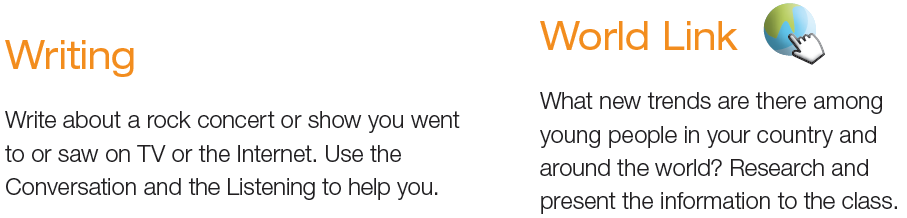 Writing
Write about a rock concert or show you went
to or saw on TV or the Internet. Use the
Conversation and the Listening to help you.
World Link
What new trends are there among
young people in your country and
around the world? Research and
present the information to the class.